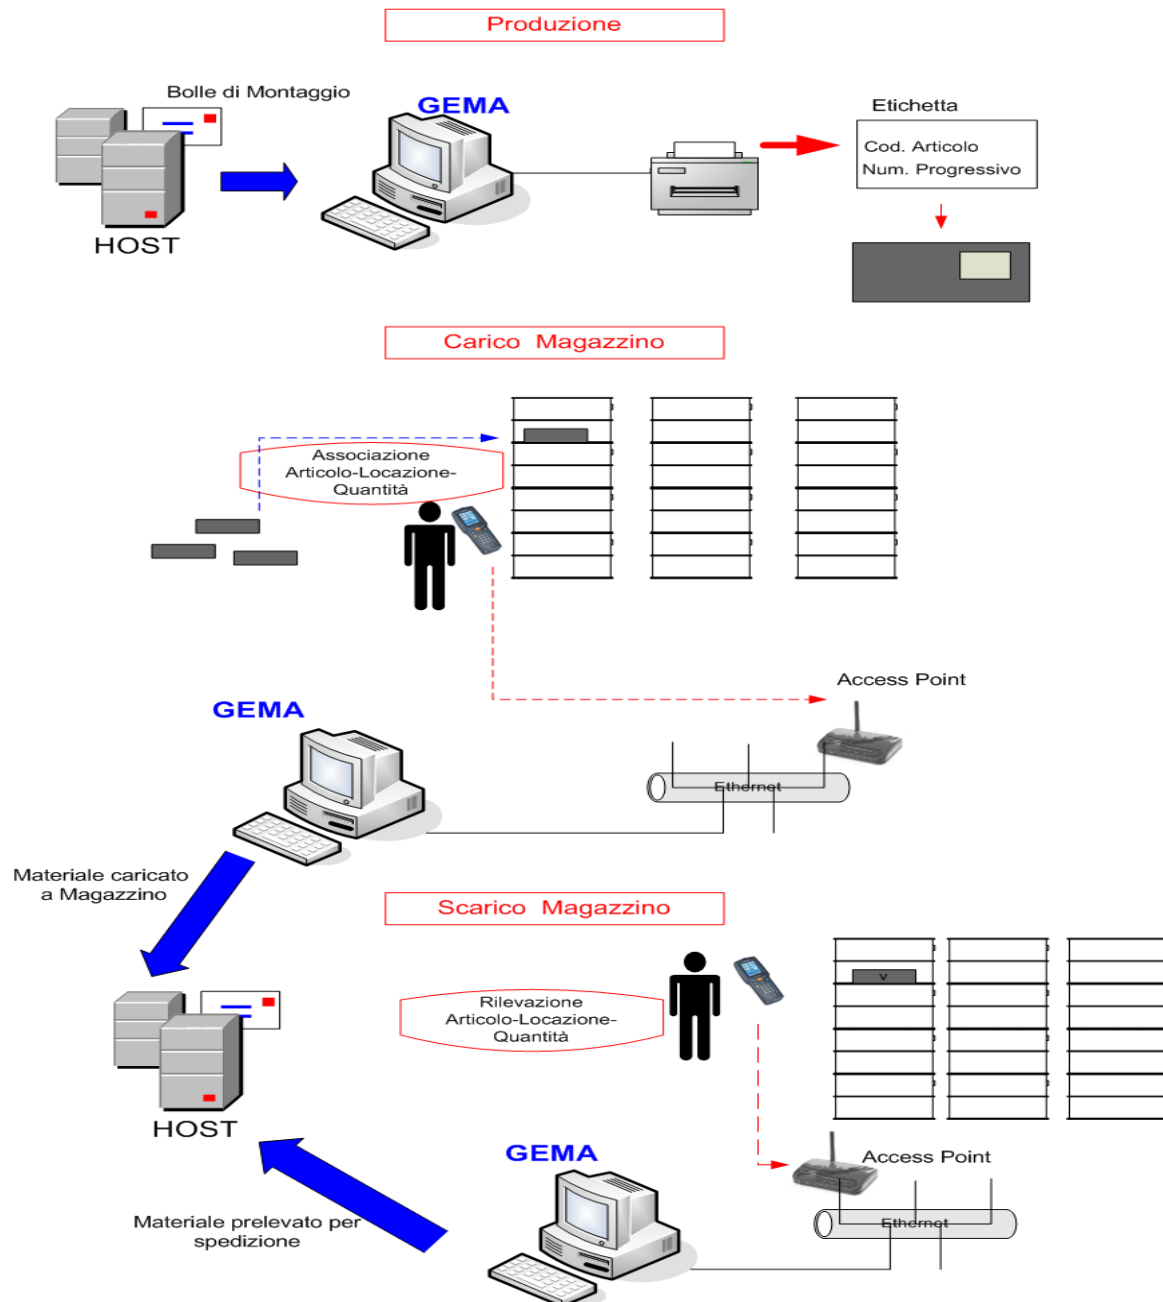 Produzione
Bolle di Montaggio
GEMA
Etichetta
Cod. Articolo
Num. Progressivo
HOST
Carico Magazzino
Associazione
Articolo-Locazione-
Quantità
Access Point
GEMA
Ethernet
Materiale caricato
a Magazzino
Scarico Magazzino
V
Rilevazione
Articolo-Locazione-
Quantità
HOST
GEMA
Access Point
Materiale prelevato per
spedizione
Ethernet